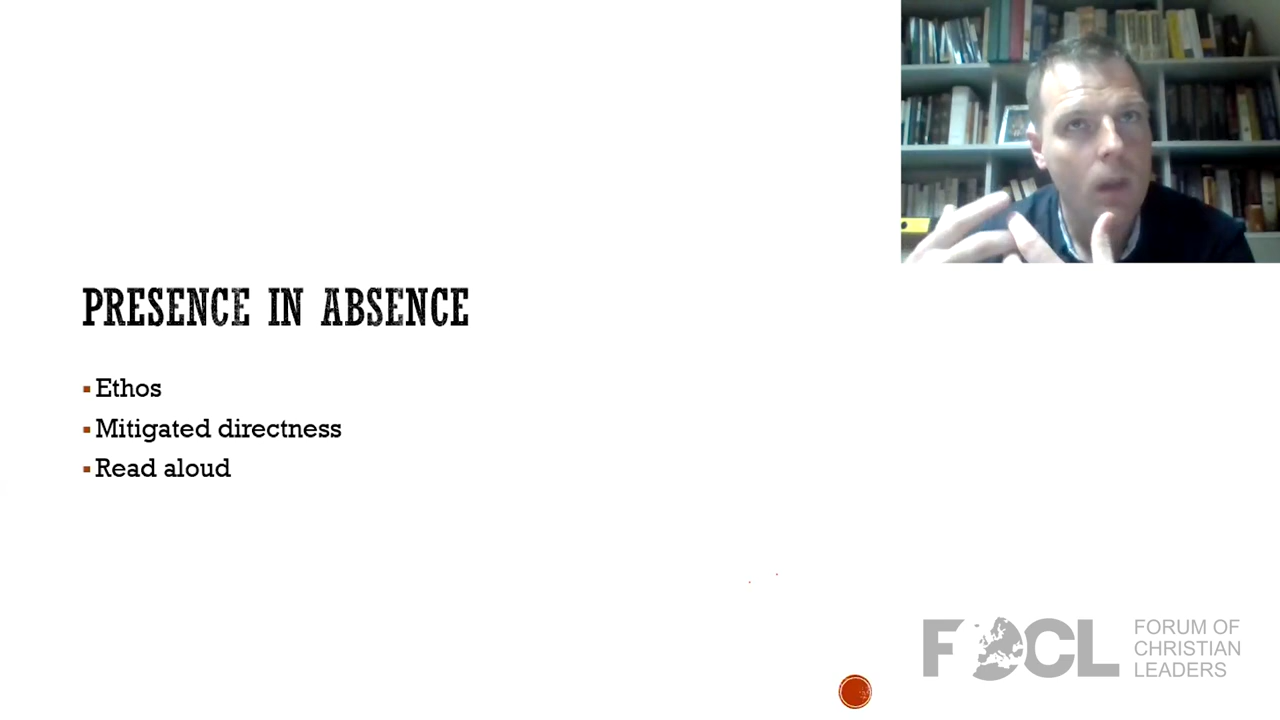 PRESENCE IN ABSENCE
Ethos
Mitigated directness
Read aloud
FOCL
FORUM OF
CHRISTIAN
LEADERS